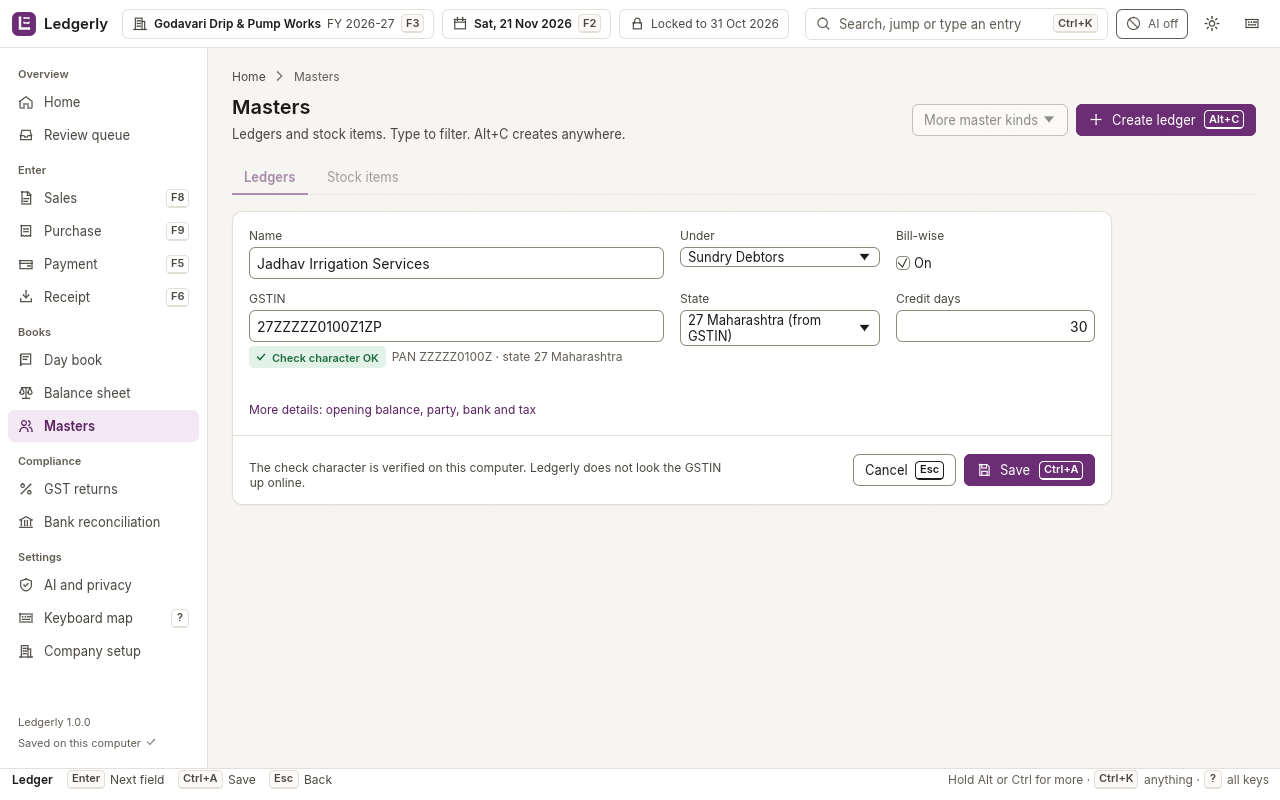 Ledgerly
Godavari Drip & Pump Works FY 2026-27 F3
Sat, 21 Nov 2026 F2
Locked to 31 Oct 2026
Search, jump or type an entry Ctrl+K
AI off
Overview
Home
Review queue
Enter
Sales F8
Purchase F9
Payment F5
Receipt F6
Books
Day book
Balance sheet
Masters
Compliance
GST returns
Bank reconciliation
Settings
AI and privacy
Keyboard map ?
Company setup
Ledgerly 1.0.0
Saved on this computer
Home Masters
Masters
Ledgers and stock items. Type to filter. Alt+C creates anywhere.
More master kinds
Create ledger Alt+C
Ledgers Stock items
Name Under Bill-wise
Jadhav Irrigation Services Sundry Debtors On
GSTIN State Credit days
27ZZZZZ0100Z1ZP 27 Maharashtra (from
GSTIN) 30
Check character OK PAN ZZZZZ0100Z · state 27 Maharashtra
More details: opening balance, party, bank and tax
The check character is verified on this computer. Ledgerly does not look the GSTIN
up online.
Cancel Esc Save Ctrl+A
Ledger Enter Next field Ctrl+A Save Esc Back
Hold Alt or Ctrl for more · Ctrl+K anything · ? all keys